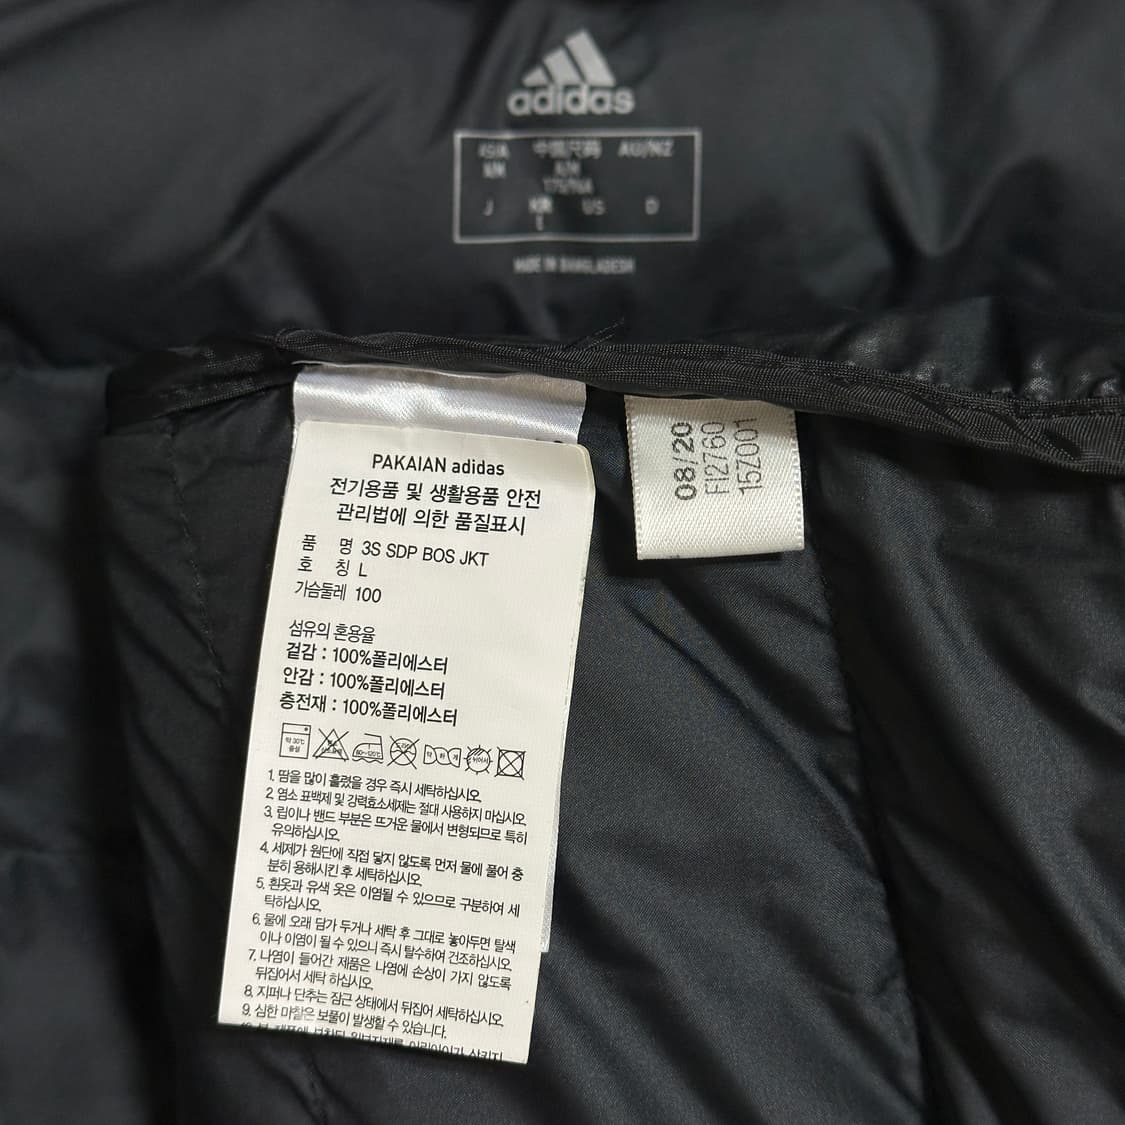 adidas
AU/NZ
J
US
D
L
MADE IN BANGLADESH
PAKAIAN adidas
전기용품 및 생활용품 안전
관리법에 의한 품질표시
품 명 3S SDP BOS JKT
호 칭 L
가슴둘레 100
섬유의 혼용율
겉감 : 100%폴리에스터
안감 : 100%폴리에스터
충전재 : 100%폴리에스터
약 30℃
중성
80~120℃
드라이
1. 땀을 많이 흘렸을 경우 즉시 세탁하십시오.
2. 염소 표백제 및 강력효소세제는 절대 사용하지 마십시오.
3. 립이나 밴드 부분은 뜨거운 물에서 변형되므로 특히
유의하십시오.
4. 세제가 원단에 직접 닿지 않도록 먼저 물에 풀어 충
분히 용해시킨 후 세탁하십시오.
5. 흰옷과 유색 옷은 이염될 수 있으므로 구분하여 세
탁하십시오.
6. 물에 오래 담가 두거나 세탁 후 그대로 놓아두면 탈색
이나 이염이 될 수 있으니 즉시 탈수하여 건조하십시오.
7. 나염이 들어간 제품은 나염에 손상이 가지 않도록
뒤집어서 세탁 하십시오.
8. 지퍼나 단추는 잠근 상태에서 뒤집어 세탁하십시오.
9. 심한 마찰은 보풀이 발생할 수 있습니다.
08/20
FI2760
15Z001